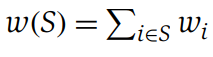 w(S) = ∑_{i∈S} w_i